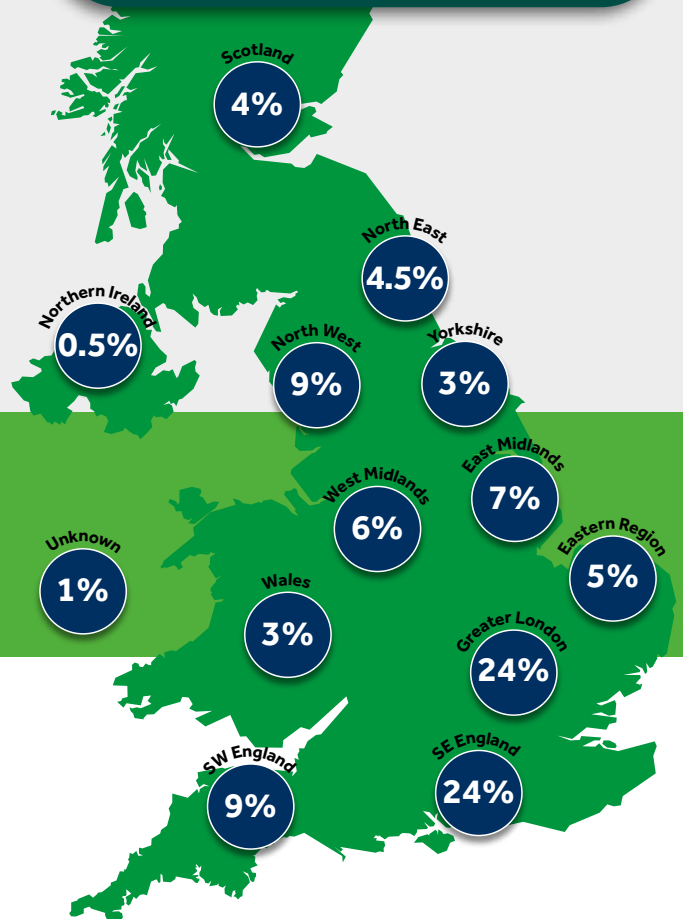 Scotland
4%
North East
4.5%
Northern Ireland
0.5%
North West
9%
Yorkshire
3%
East Midlands
7%
West Midlands
6%
Eastern Region
5%
Unknown
1%
Wales
3%
Greater London
24%
SW England
9%
SE England
24%